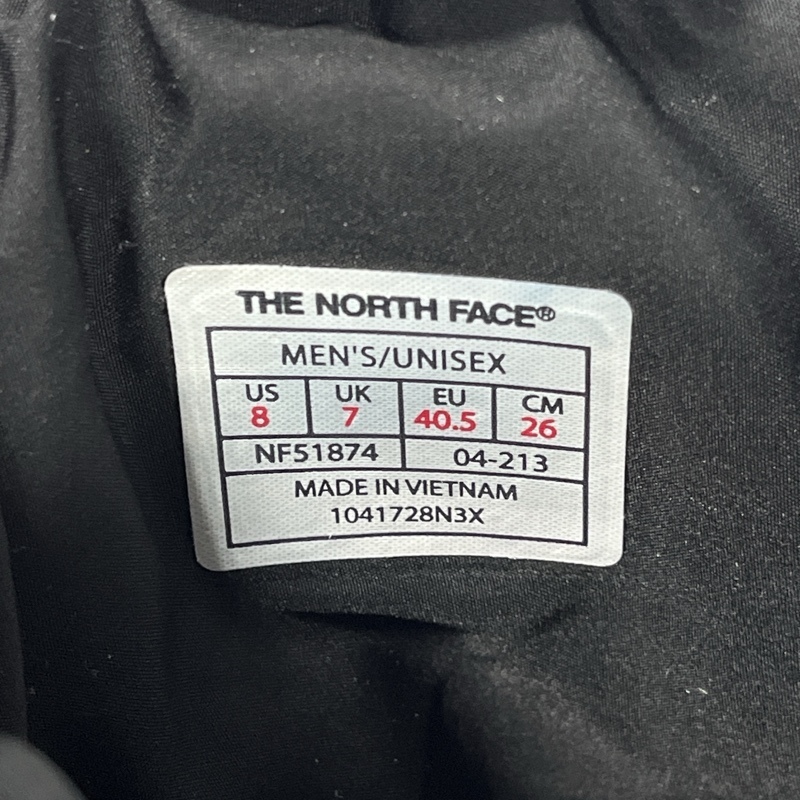 THE NORTH FACE®
MEN'S/UNISEX
US UK EU CM
8 7 40.5 26
NF51874 04-213
MADE IN VIETNAM
1041728N3X